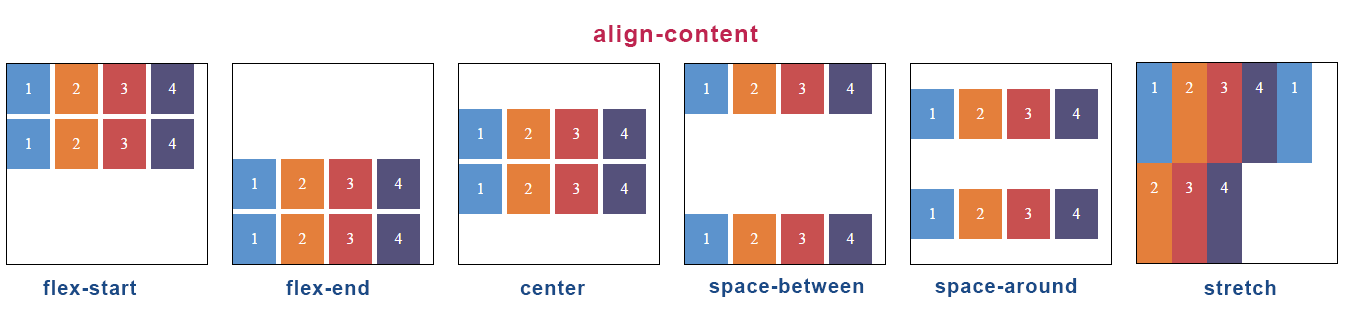 align-content
1 2 3 4
1 2 3 4
flex-start
1 2 3 4
1 2 3 4
flex-end
1 2 3 4
1 2 3 4
center
1 2 3 4
1 2 3 4
space-between
1 2 3 4
1 2 3 4
space-around
1 2 3 4 1
2 3 4
stretch